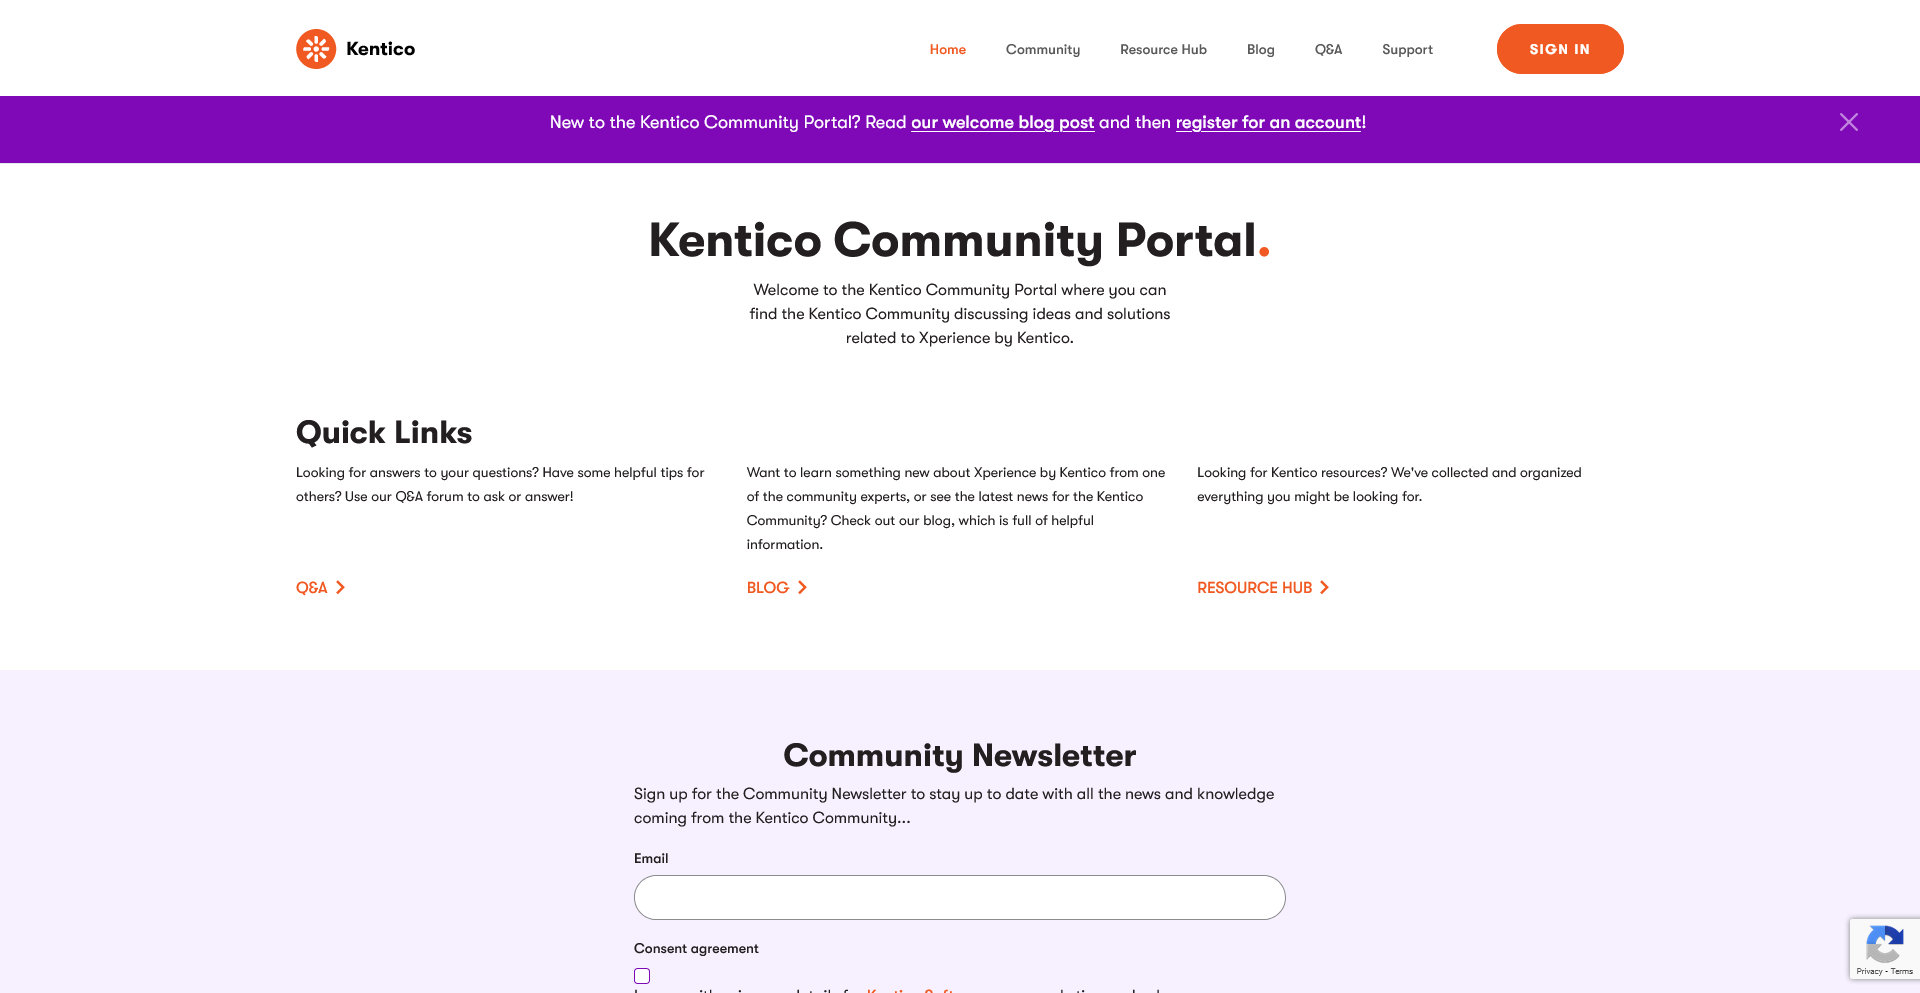 Kentico
Home
Community
Resource Hub
Blog
Q&A
Support
SIGN IN
New to the Kentico Community Portal? Read our welcome blog post and then register for an account!
Kentico Community Portal.
Welcome to the Kentico Community Portal where you can
find the Kentico Community discussing ideas and solutions
related to Xperience by Kentico.
Quick Links
Looking for answers to your questions? Have some helpful tips for
others? Use our Q&A forum to ask or answer!
Q&A
Want to learn something new about Xperience by Kentico from one
of the community experts, or see the latest news for the Kentico
Community? Check out our blog, which is full of helpful
information.
BLOG
Looking for Kentico resources? We've collected and organized
everything you might be looking for.
RESOURCE HUB
Community Newsletter
Sign up for the Community Newsletter to stay up to date with all the news and knowledge
coming from the Kentico Community...
Email
Consent agreement
Privacy - Terms